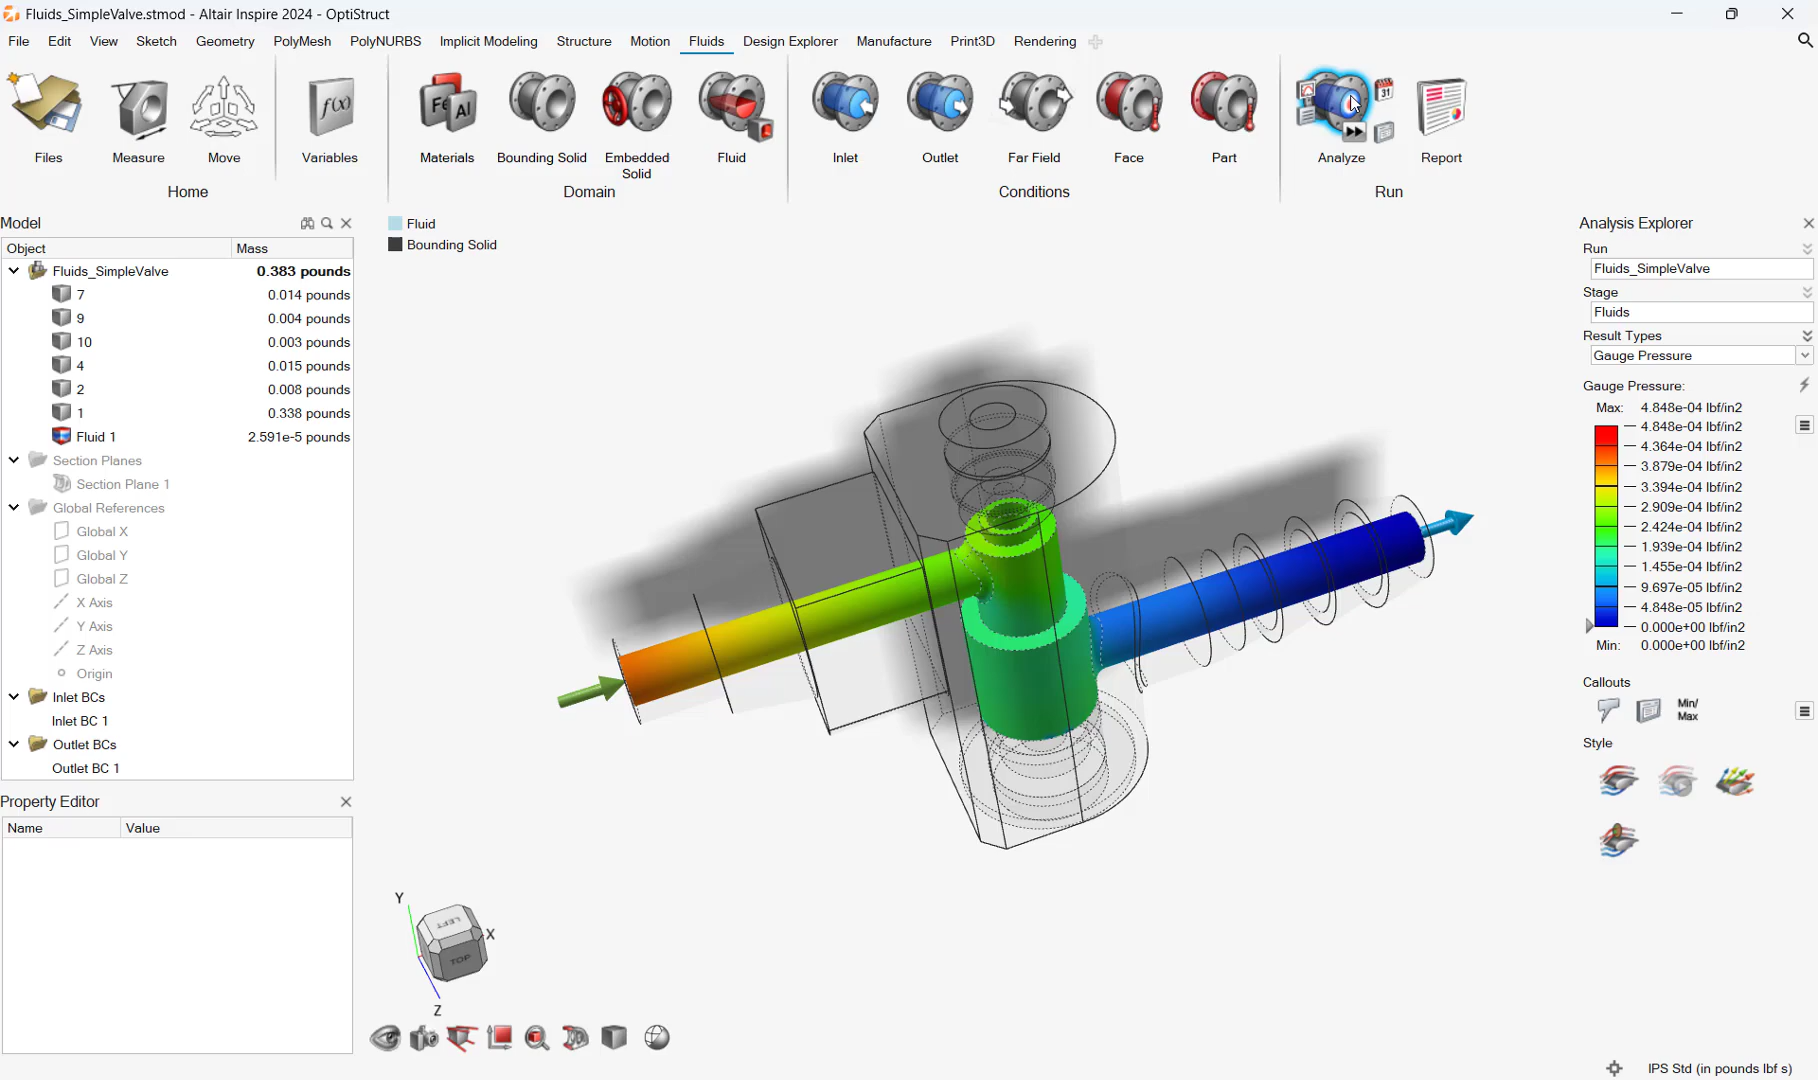 Fluids_SimpleValve.stmod - Altair Inspire 2024 - OptiStruct
File Edit View Sketch Geometry PolyMesh PolyNURBS Implicit Modeling Structure Motion Fluids Design Explorer Manufacture Print3D Rendering
Fe Al
f(x)
31
Files Measure Move Variables Materials Bounding Solid Embedded Solid Fluid Inlet Outlet Far Field Face Part Analyze Report
Home Domain Conditions Run
Model
Object Mass
Fluids_SimpleValve 0.383 pounds
7 0.014 pounds
9 0.004 pounds
10 0.003 pounds
4 0.015 pounds
2 0.008 pounds
1 0.338 pounds
Fluid 1 2.591e-5 pounds
Section Planes
Section Plane 1
Global References
Global X
Global Y
Global Z
X Axis
Y Axis
Z Axis
Origin
Inlet BCs
Inlet BC 1
Outlet BCs
Outlet BC 1
Property Editor
Name Value
Fluid
Bounding Solid
Y
LEFT
X
TOP
Z
Analysis Explorer
Run
Fluids_SimpleValve
Stage
Fluids
Result Types
Gauge Pressure
Gauge Pressure:
Max: 4.848e-04 lbf/in2
4.848e-04 lbf/in2
4.364e-04 lbf/in2
3.879e-04 lbf/in2
3.394e-04 lbf/in2
2.909e-04 lbf/in2
2.424e-04 lbf/in2
1.939e-04 lbf/in2
1.455e-04 lbf/in2
9.697e-05 lbf/in2
4.848e-05 lbf/in2
0.000e+00 lbf/in2
Min: 0.000e+00 lbf/in2
Callouts
Min/
Max
Style
IPS Std (in pounds lbf s)